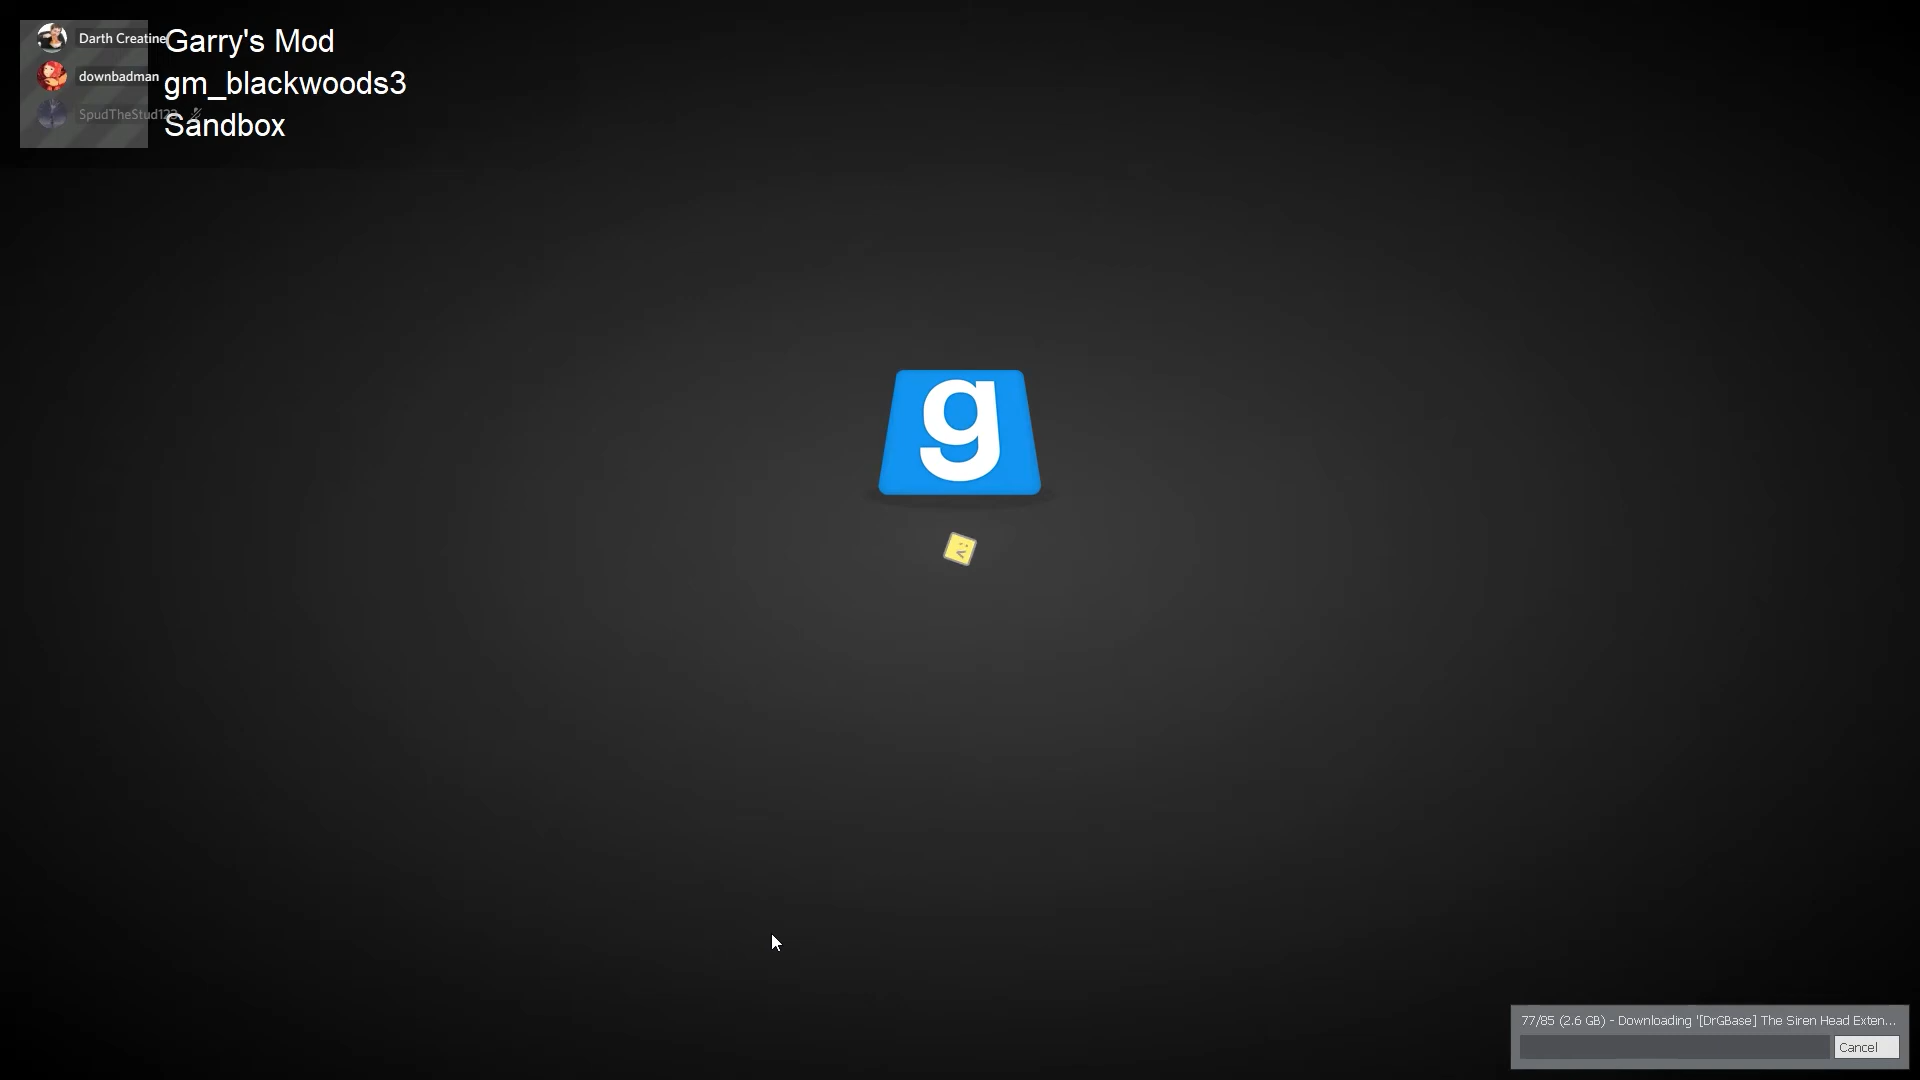 Darth Creatine
Garry's Mod
downbadman
gm_blackwoods3
SpudTheStud123
Sandbox
g
77/85 (2.6 GB) - Downloading '[DrGBase] The Siren Head Exten...
Cancel